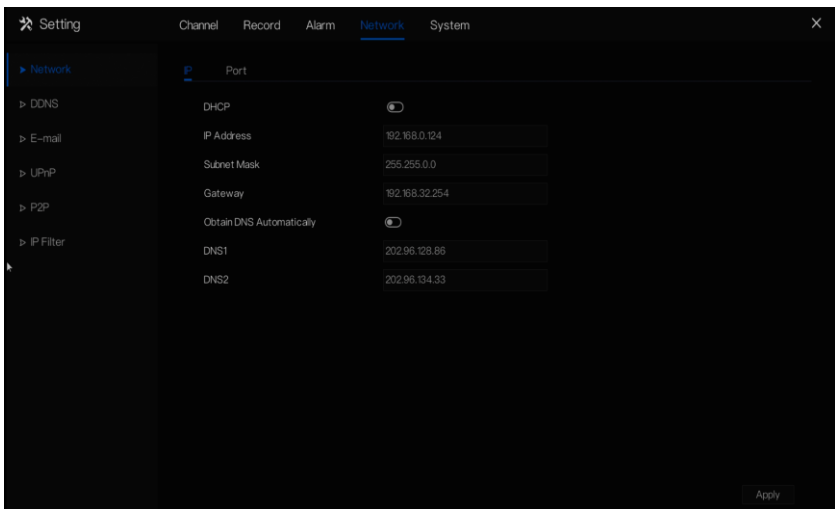 Setting Channel Record Alarm Network System
Network
DDNS
E-mail
UPnP
P2P
IP Filter
IP Port
DHCP
IP Address 192.168.0.124
Subnet Mask 255.255.0.0
Gateway 192.168.32.254
Obtain DNS Automatically
DNS1 202.96.128.86
DNS2 202.96.134.33
Apply